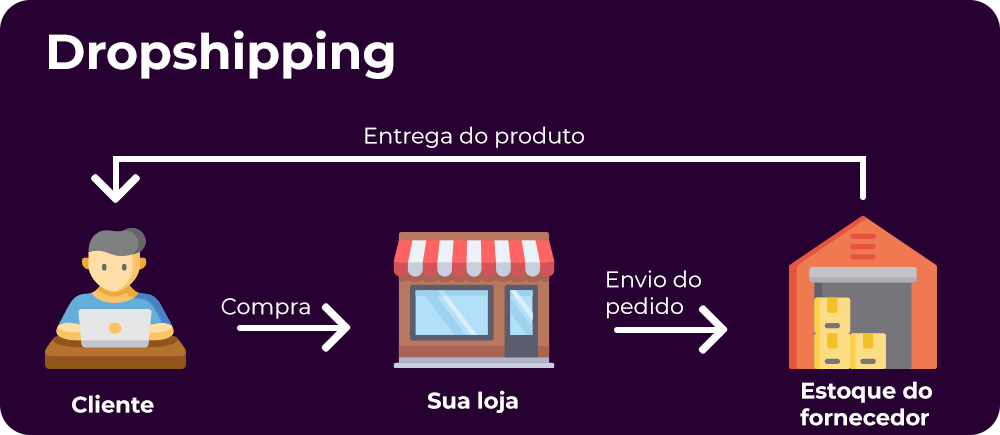 Dropshipping
Entrega do produto
Compra
Envio do
pedido
Cliente
Sua loja
Estoque do
fornecedor